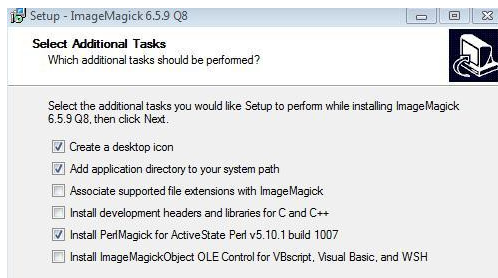 Setup - ImageMagick 6.5.9 Q8
Select Additional Tasks
Which additional tasks should be performed?
Select the additional tasks you would like Setup to perform while installing ImageMagick
6.5.9 Q8, then click Next.
Create a desktop icon
Add application directory to your system path
Associate supported file extensions with ImageMagick
Install development headers and libraries for C and C++
Install PerlMagick for ActiveState Perl v5.10.1 build 1007
Install ImageMagickObject OLE Control for VBscript, Visual Basic, and WSH